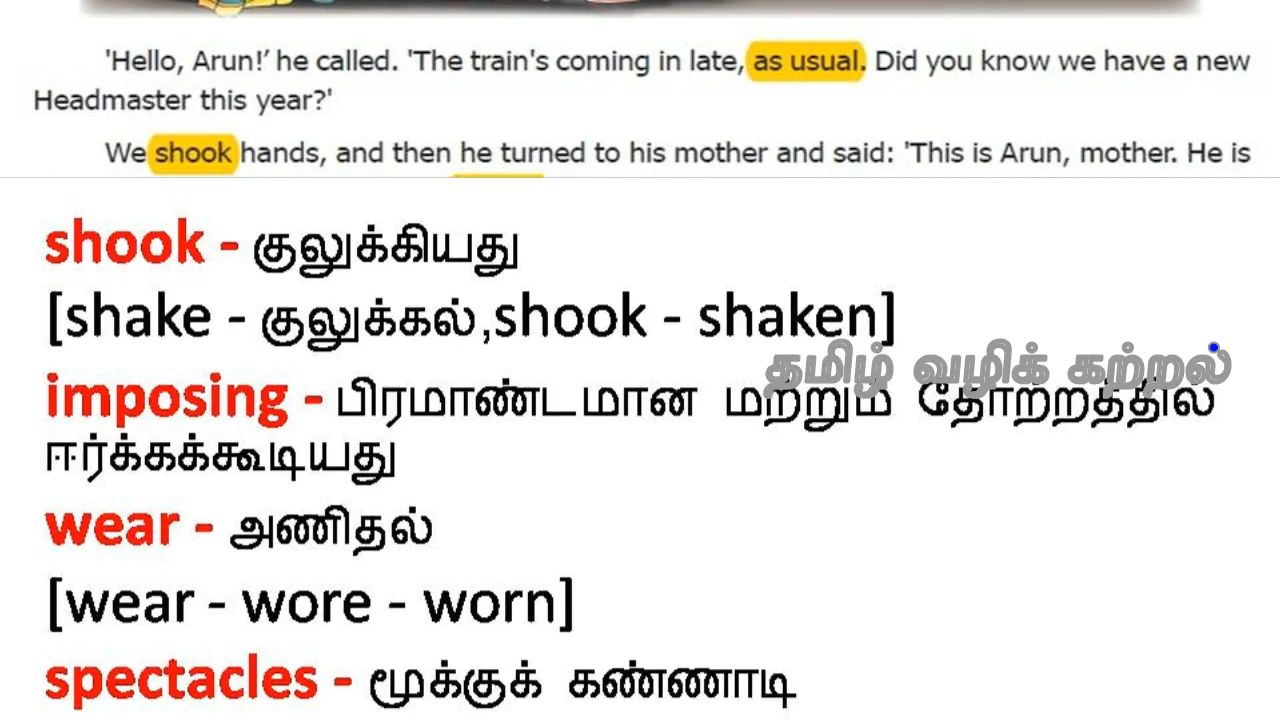 'Hello, Arun!’ he called. 'The train's coming in late, as usual. Did you know we have a new
Headmaster this year?'
We shook hands, and then he turned to his mother and said: 'This is Arun, mother. He is
shook - குலுக்கியது
[shake - குலுக்கல்,shook - shaken]
தமிழ் வழிக் கற்றல்
imposing - பிரமாண்டமான மற்றும் தோற்றத்தில்
ஈர்க்கக்கூடியது
wear - அணிதல்
[wear - wore - worn]
spectacles - மூக்குக் கண்ணாடி